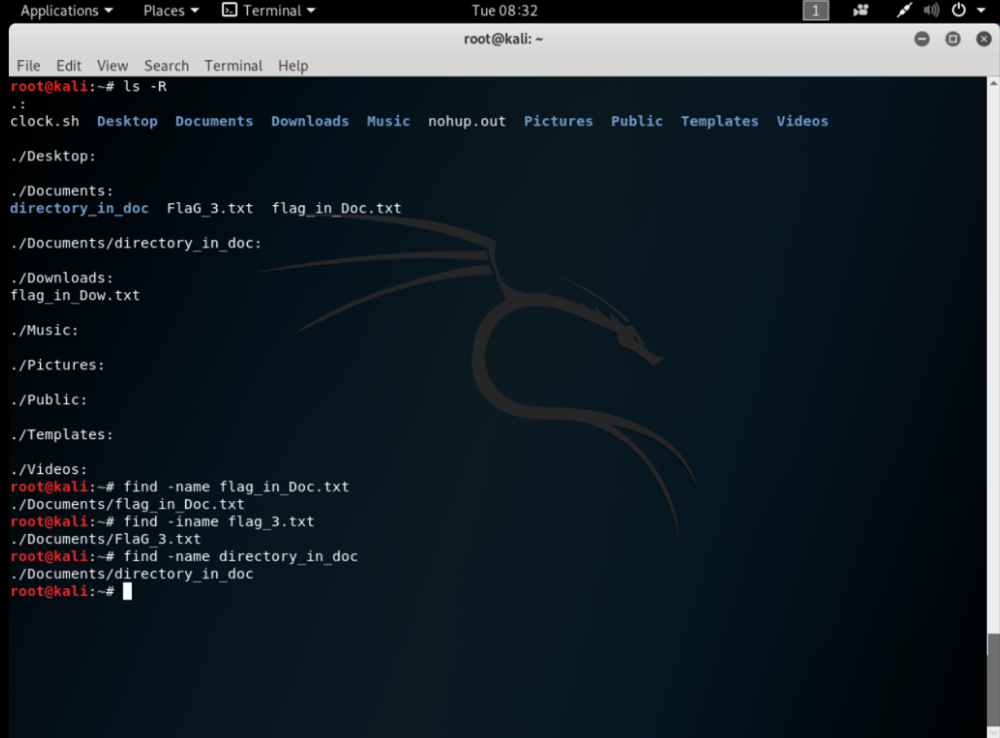 Applications Places Terminal Tue 08:32 1
root@kali: ~
File Edit View Search Terminal Help
root@kali:~# ls -R
.:
clock.sh Desktop Documents Downloads Music nohup.out Pictures Public Templates Videos
./Desktop:
./Documents:
directory_in_doc FlaG_3.txt flag_in_Doc.txt
./Documents/directory_in_doc:
./Downloads:
flag_in_Dow.txt
./Music:
./Pictures:
./Public:
./Templates:
./Videos:
root@kali:~# find -name flag_in_Doc.txt
./Documents/flag_in_Doc.txt
root@kali:~# find -iname flag_3.txt
./Documents/FlaG_3.txt
root@kali:~# find -name directory_in_doc
./Documents/directory_in_doc
root@kali:~#